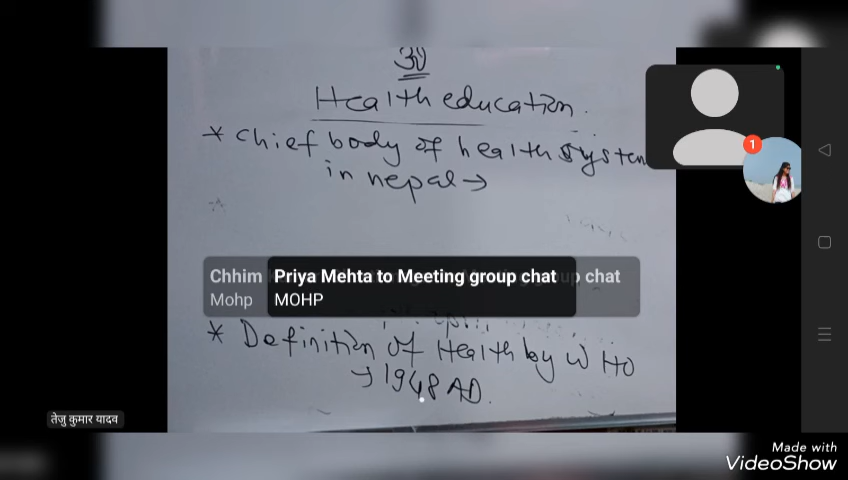 ॐ
Health education.
* Chief body of health system
in nepal →
Chhim
Priya Mehta to Meeting group chat
p chat
Mohp
MOHP
* Definition of Health by WHO
→ 1948 AD.
तेजु कुमार यादव
1
Made with
VideoShow